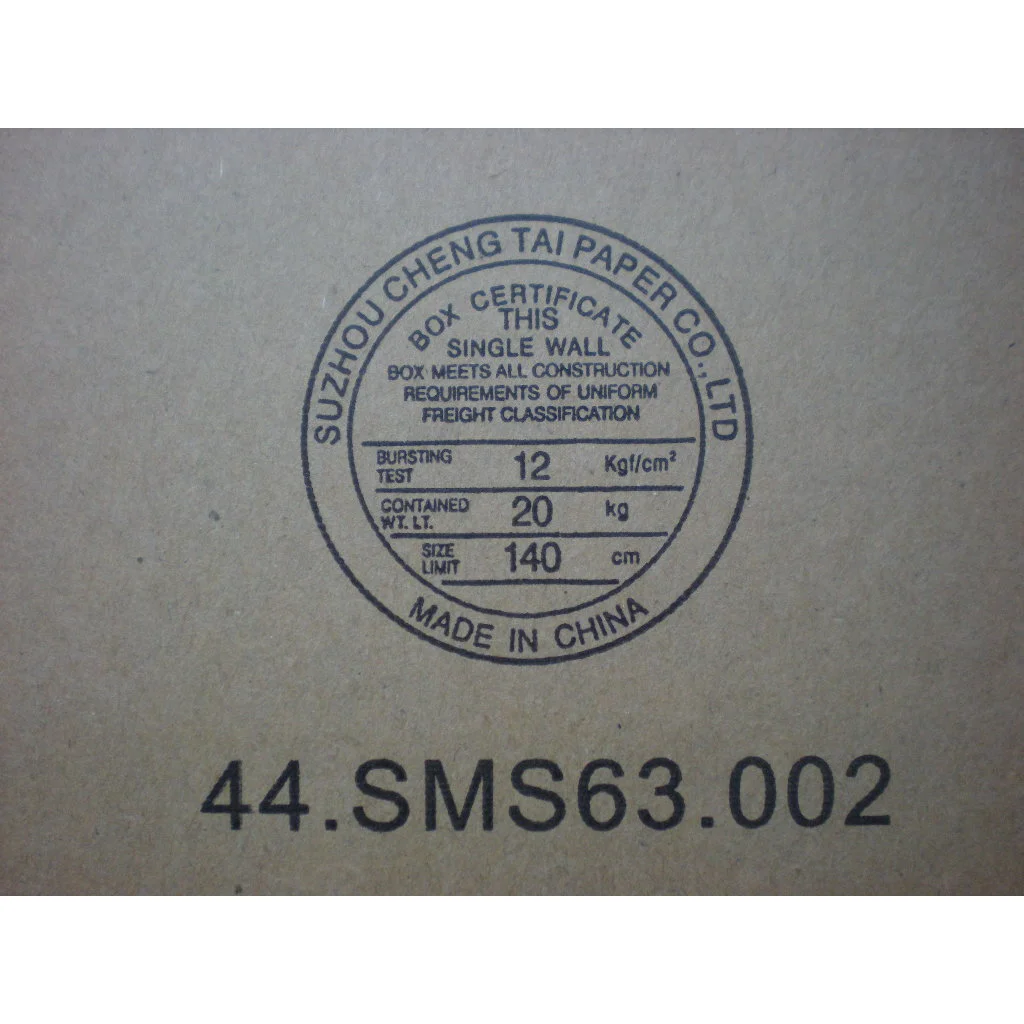 SUZHOU CHENG TAI PAPER CO., LTD
BOX CERTIFICATE
THIS
SINGLE WALL
BOX MEETS ALL CONSTRUCTION
REQUIREMENTS OF UNIFORM
FREIGHT CLASSIFICATION
BURSTING TEST 12 Kgf/cm²
CONTAINED WT. LT. 20 kg
SIZE LIMIT 140 cm
MADE IN CHINA
44.SMS63.002